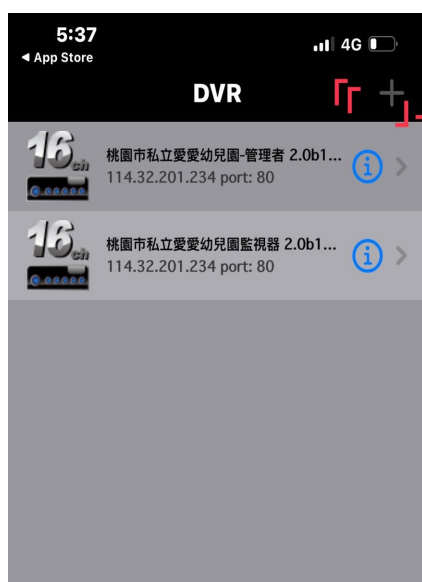 5:37
4G
◀ App Store
DVR
16ch
桃園市私立愛愛幼兒園-管理者 2.0b1...
114.32.201.234 port: 80
16ch
桃園市私立愛愛幼兒園監視器 2.0b1...
114.32.201.234 port: 80